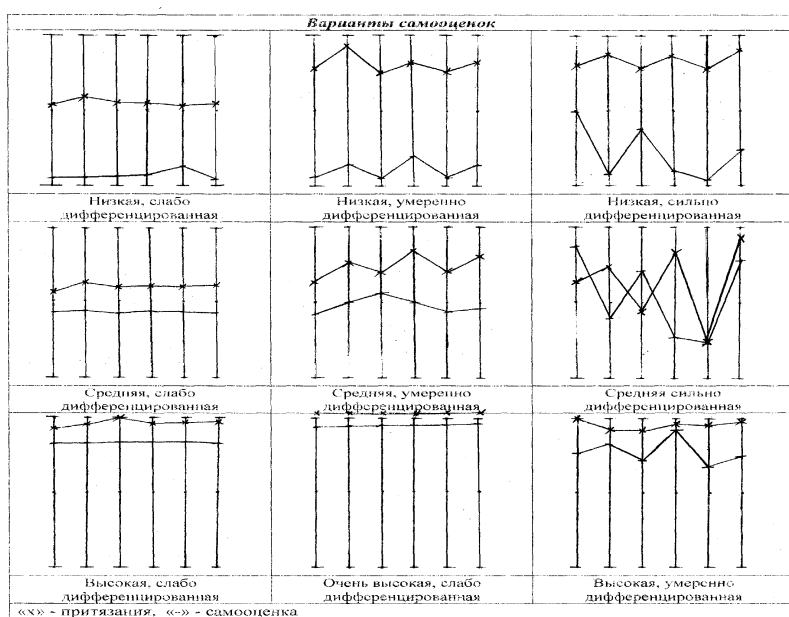 Варианты самооценок
Низкая, слабо
дифференцированная
Низкая, умеренно
дифференцированная
Низкая, сильно
дифференцированная
Средняя, слабо
дифференцированная
Средняя, умеренно
дифференцированная
Средняя сильно
дифференцированная
Высокая, слабо
дифференцированная
Очень высокая, слабо
дифференцированная
Высокая, умеренно
дифференцированная
«х» - притязания, «-» - самооценка